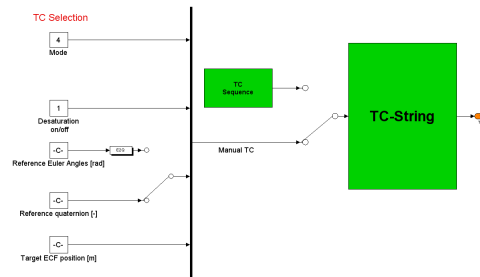 TC Selection
4
Mode
1
Desaturation
on/off
-C-
Reference Euler Angles [rad]
-C-
Reference quaternion [-]
-C-
Target ECF position [m]
TC
Sequence
Manual TC
TC-String